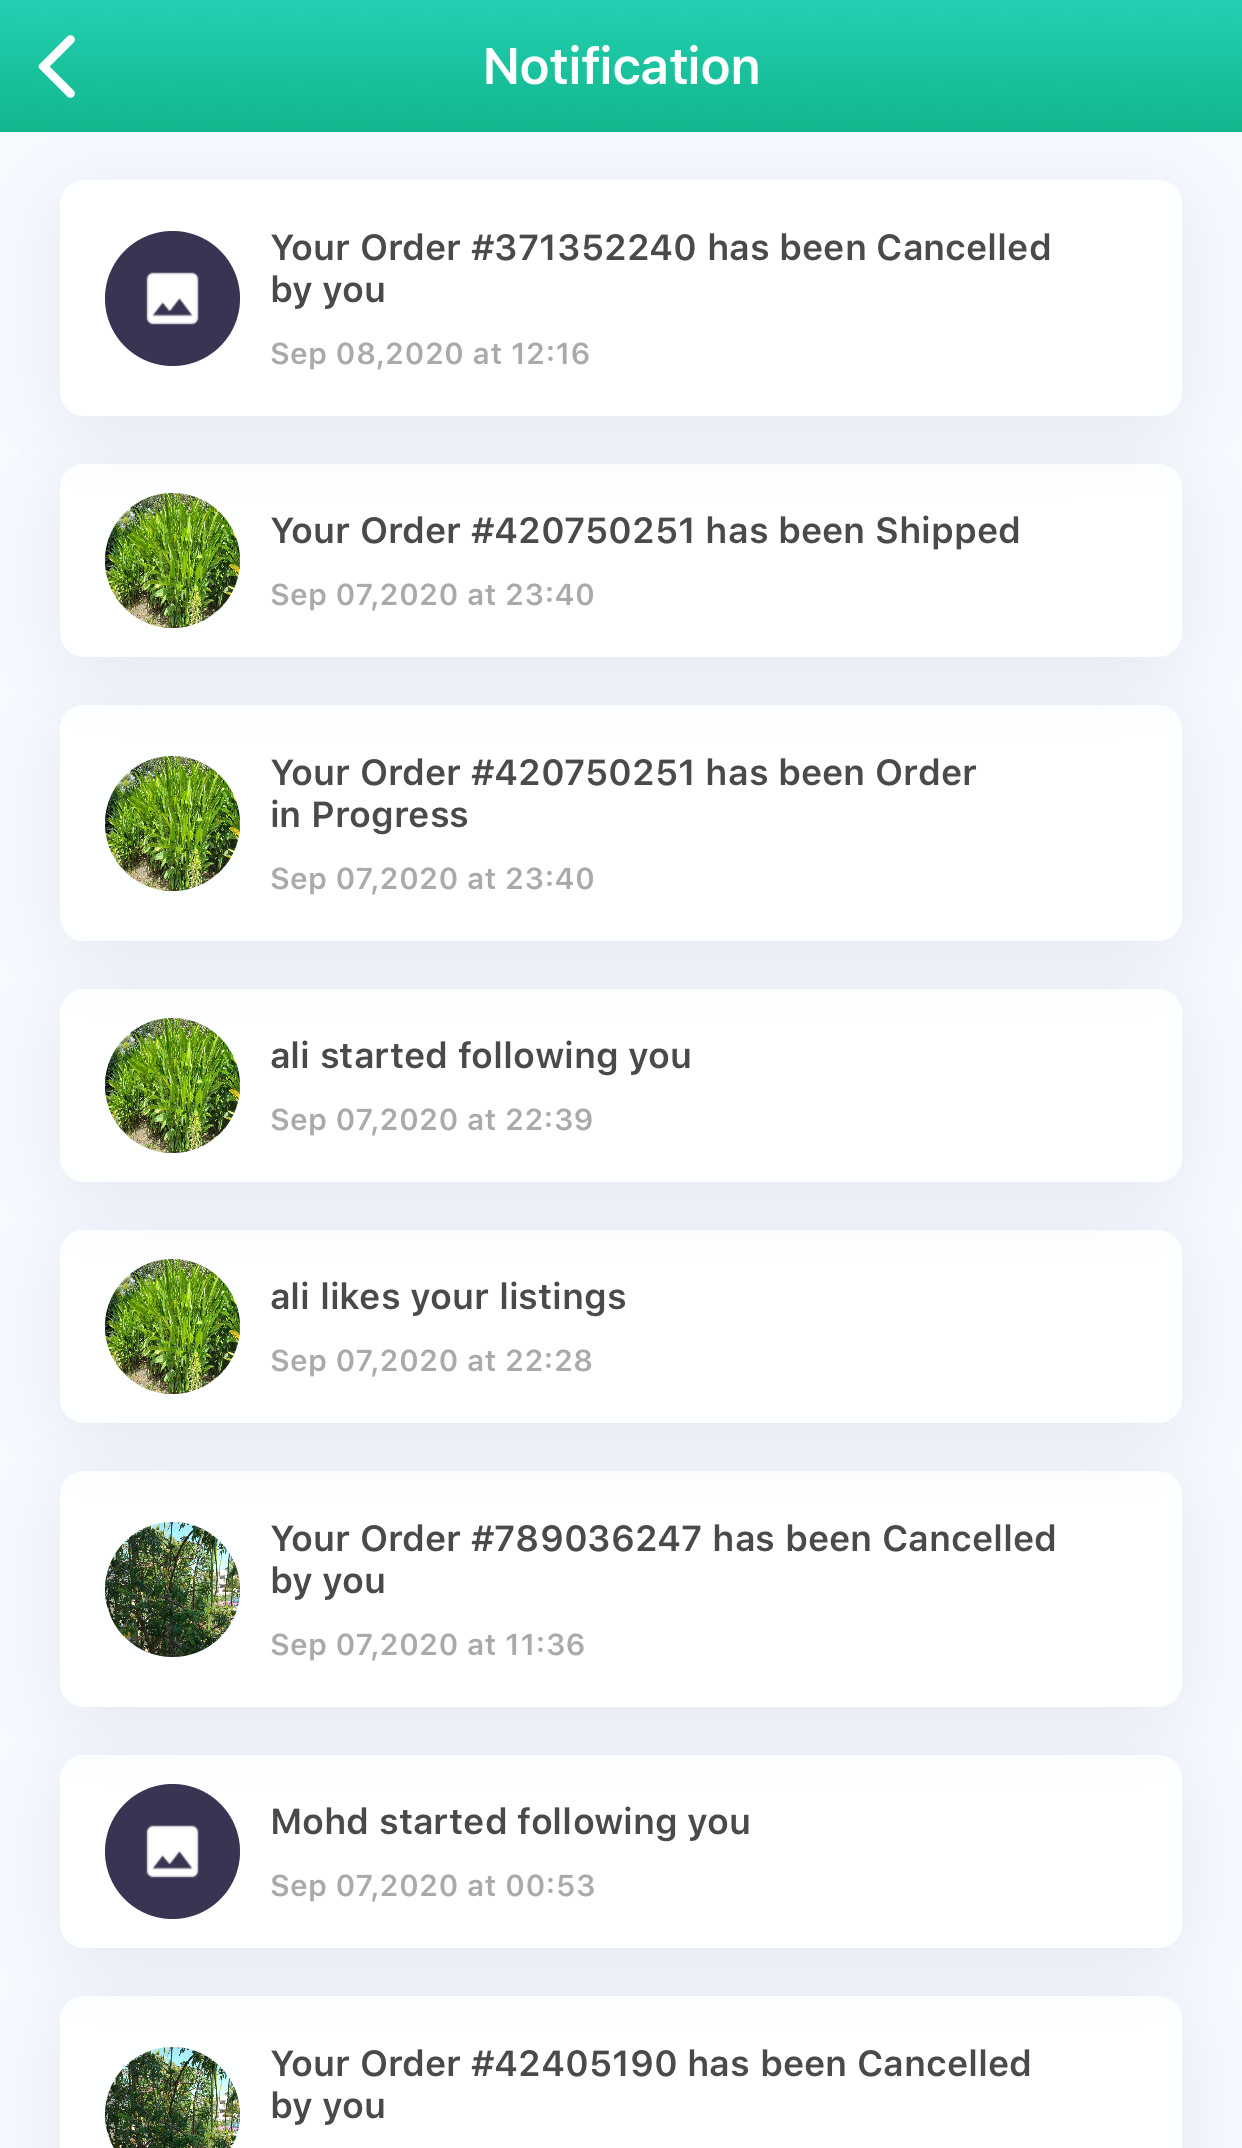 Notification
Your Order #371352240 has been Cancelled
by you
Sep 08,2020 at 12:16
Your Order #420750251 has been Shipped
Sep 07,2020 at 23:40
Your Order #420750251 has been Order
in Progress
Sep 07,2020 at 23:40
ali started following you
Sep 07,2020 at 22:39
ali likes your listings
Sep 07,2020 at 22:28
Your Order #789036247 has been Cancelled
by you
Sep 07,2020 at 11:36
Mohd started following you
Sep 07,2020 at 00:53
Your Order #42405190 has been Cancelled
by you